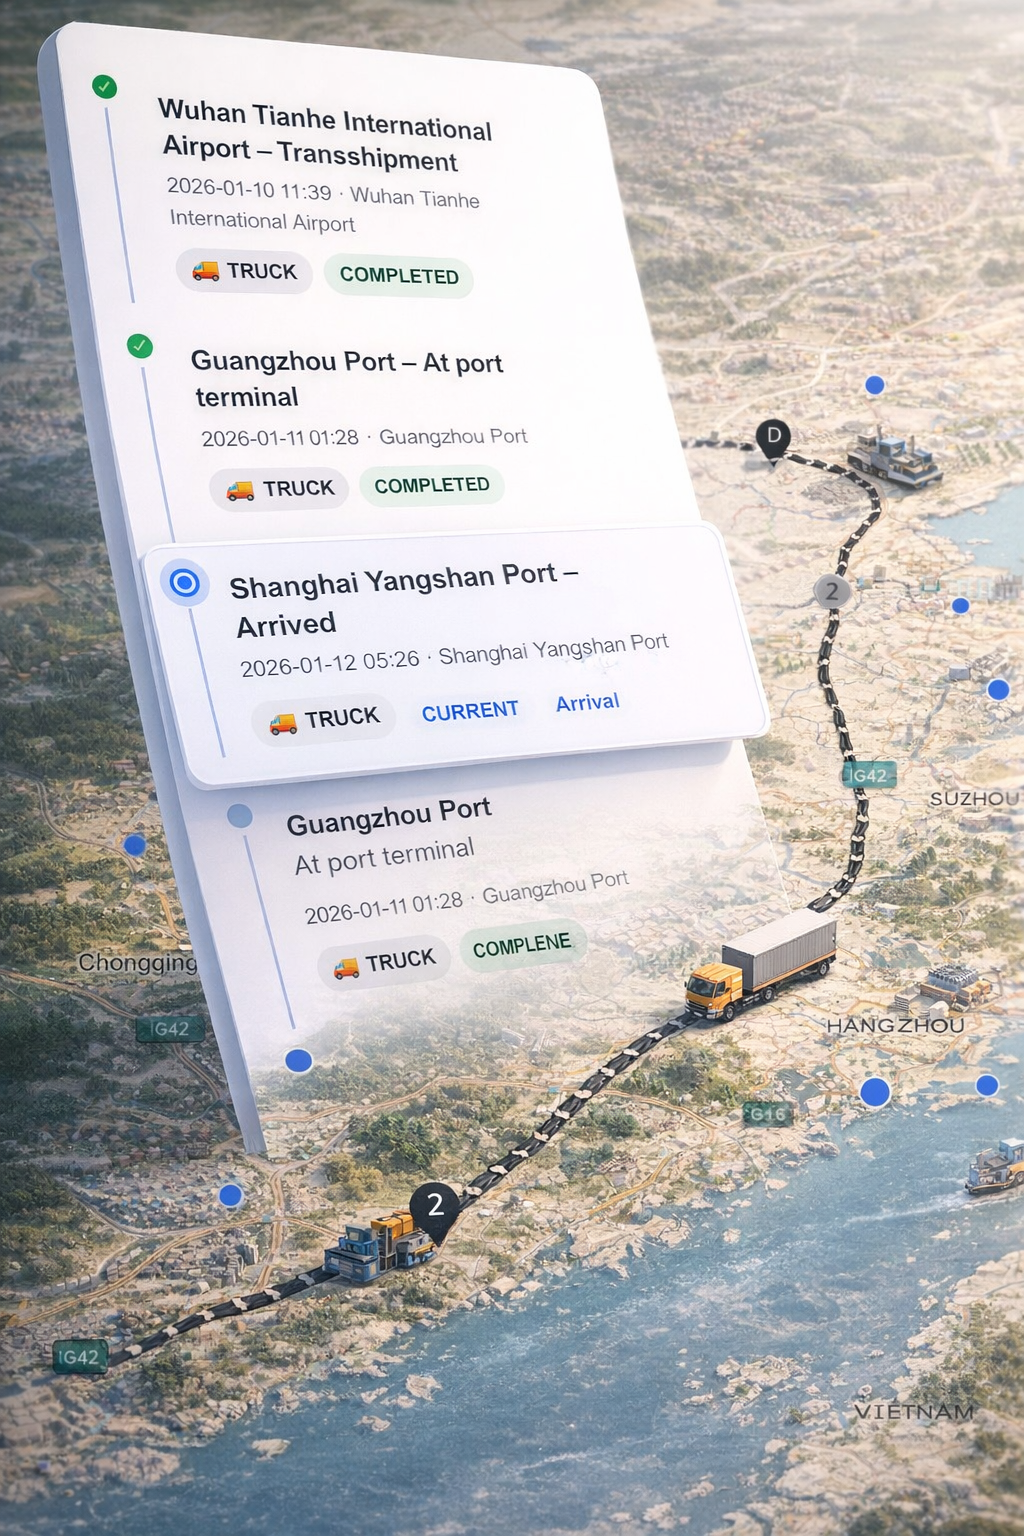 Wuhan Tianhe International
Airport – Transshipment
2026-01-10 11:39 · Wuhan Tianhe
International Airport
TRUCK COMPLETED
Guangzhou Port – At port
terminal
2026-01-11 01:28 · Guangzhou Port
TRUCK COMPLETED
Shanghai Yangshan Port –
Arrived
2026-01-12 05:26 · Shanghai Yangshan Port
TRUCK CURRENT Arrival
Guangzhou Port
At port terminal
2026-01-11 01:28 · Guangzhou Port
TRUCK COMPLENE
D
2
IG42
SUZHOU
Chongqing
IG42
HANGZHOU
G16
2
IG42
VIETNAM